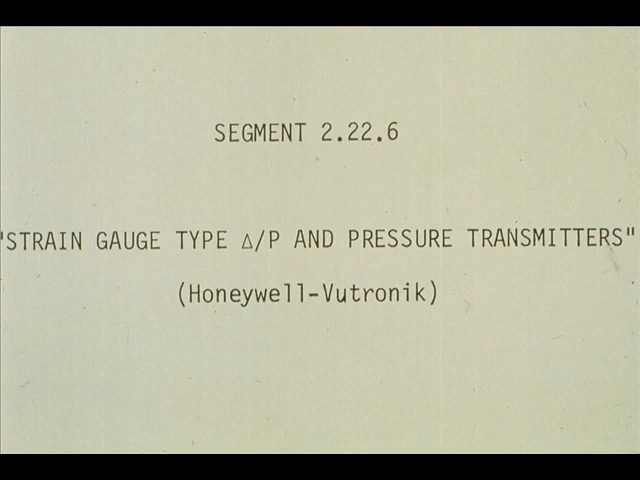 SEGMENT 2.22.6
"STRAIN GAUGE TYPE Δ/P AND PRESSURE TRANSMITTERS"
(Honeywell-Vutronik)